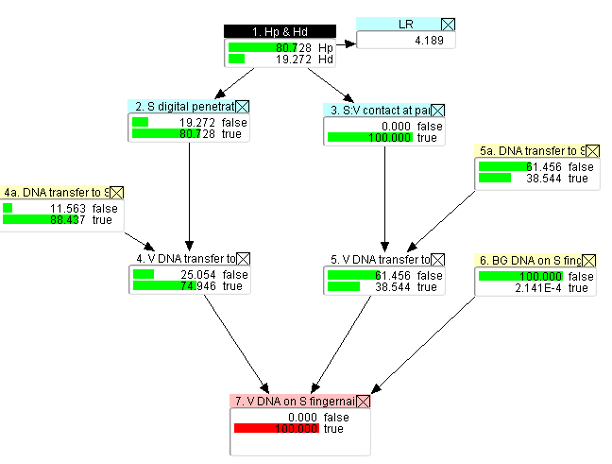 1. Hp & Hd
80.728 Hp
19.272 Hd
LR
4.189
2. S digital penetrat
19.272 false
80.728 true
3. S:V contact at pai
0.000 false
100.000 true
5a. DNA transfer to S
61.456 false
38.544 true
4a. DNA transfer to S
11.563 false
88.437 true
4. V DNA transfer to
25.054 false
74.946 true
5. V DNA transfer to
61.456 false
38.544 true
6. BG DNA on S fing
100.000 false
2.141E-4 true
7. V DNA on S fingernai
0.000 false
100.000 true